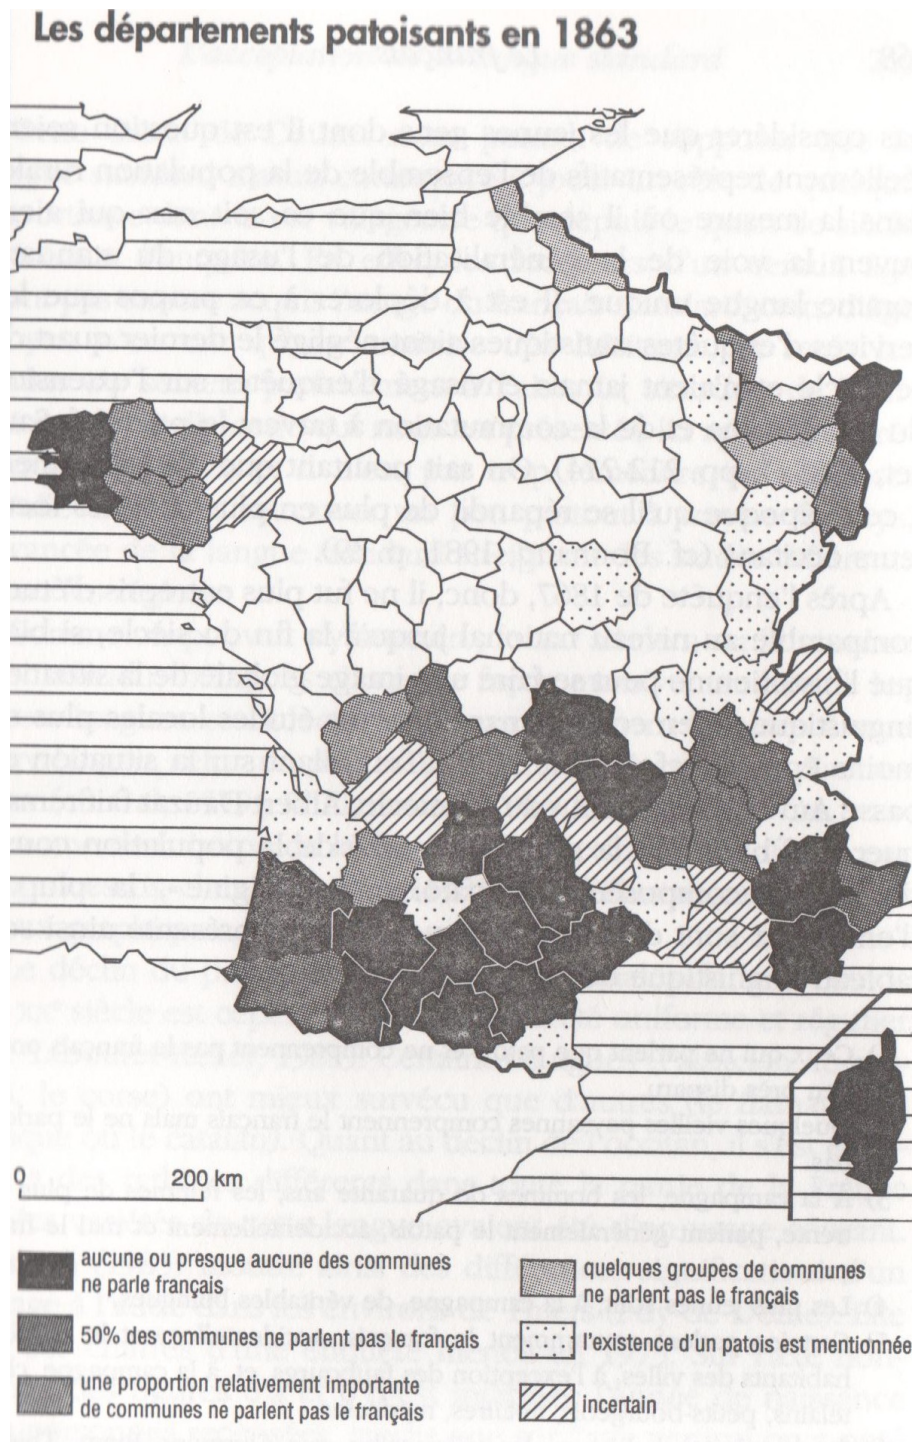 Les départements patoisants en 1863
0 200 km
aucune ou presque aucune des communes
ne parle français
50% des communes ne parlent pas le français
une proportion relativement importante
de communes ne parlent pas le français
quelques groupes de communes
ne parlent pas le français
l'existence d'un patois est mentionnée
incertain